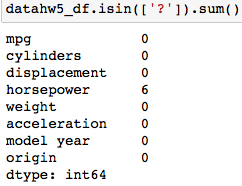 datahw5_df.isin(['?']).sum()
mpg 0
cylinders 0
displacement 0
horsepower 6
weight 0
acceleration 0
model year 0
origin 0
dtype: int64